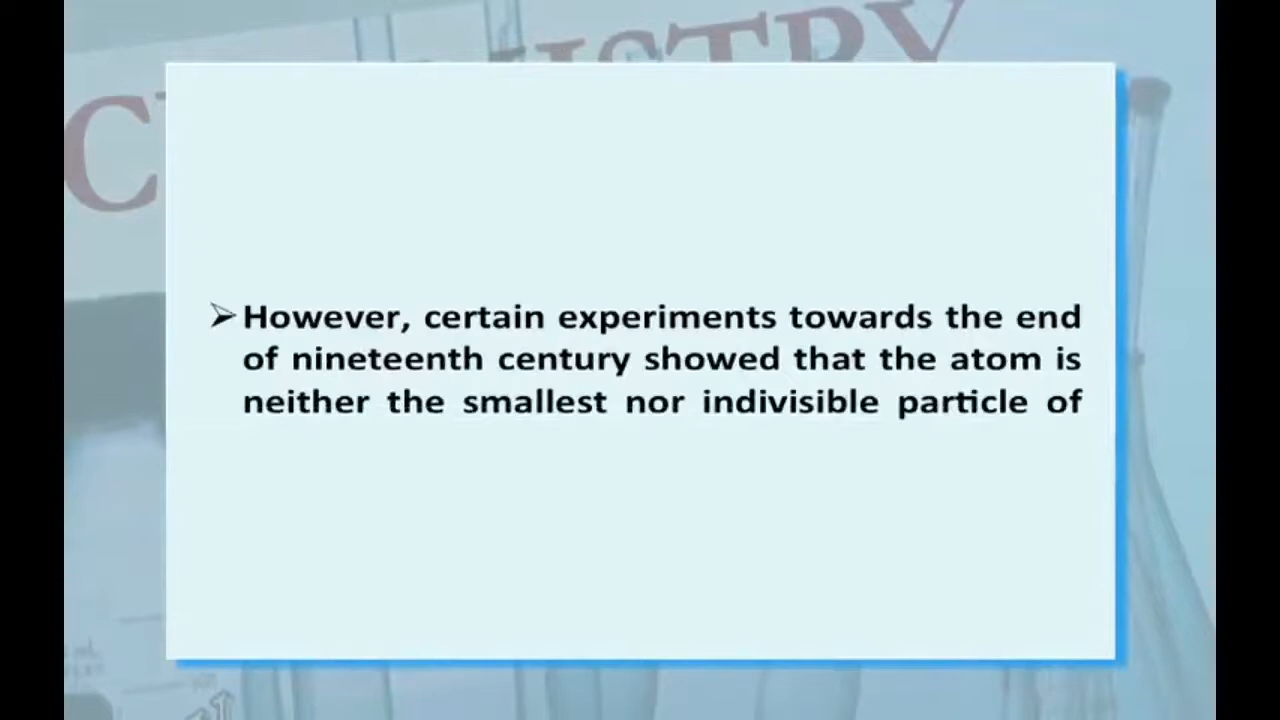 However, certain experiments towards the end
of nineteenth century showed that the atom is
neither the smallest nor indivisible particle of